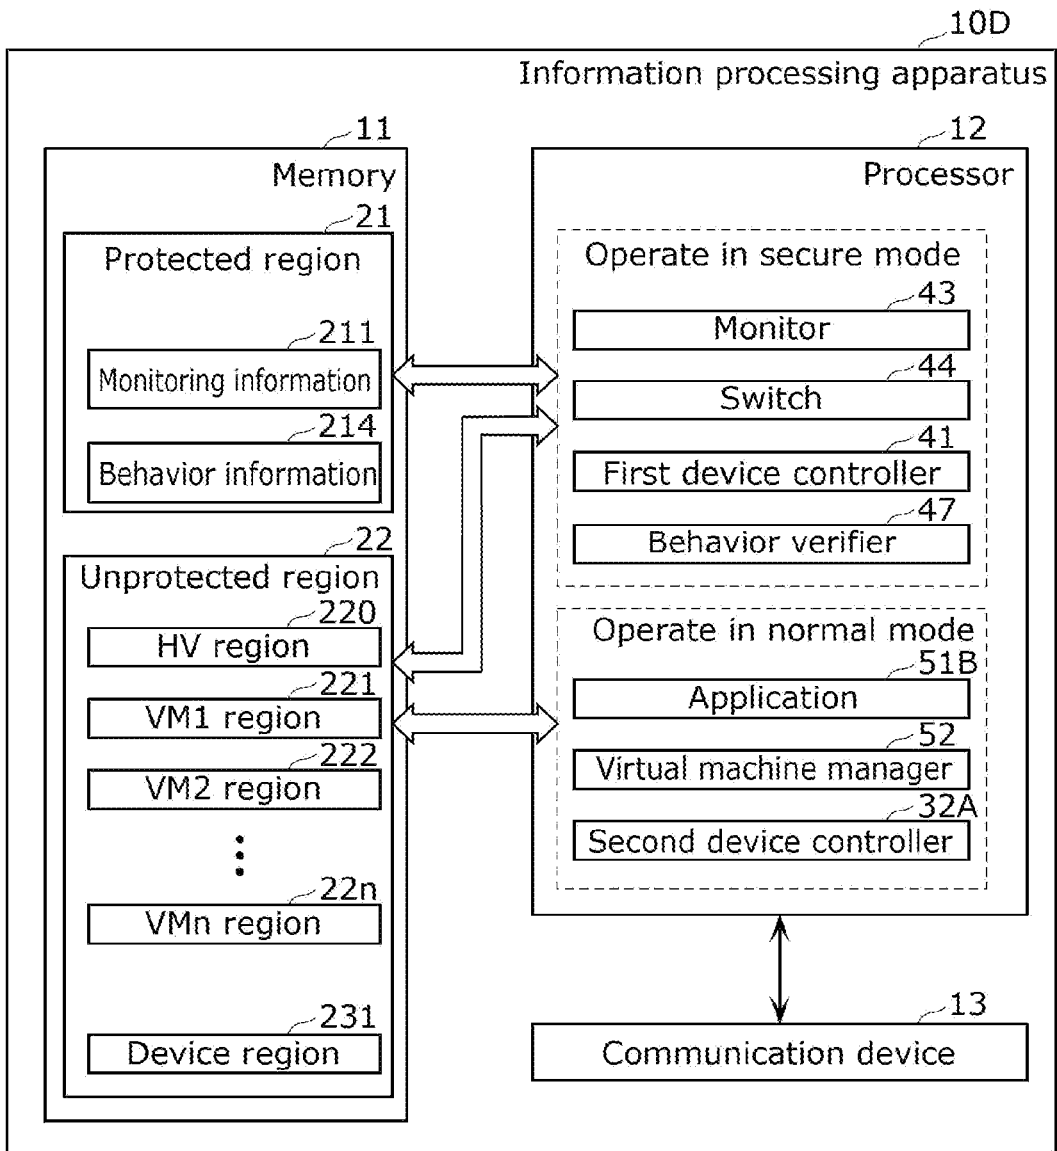 10D
Information processing apparatus
11
Memory
21
Protected region
211
Monitoring information
214
Behavior information
22
Unprotected region
220
HV region
221
VM1 region
222
VM2 region
22n
VMn region
231
Device region
12
Processor
Operate in secure mode
43
Monitor
44
Switch
41
First device controller
47
Behavior verifier
Operate in normal mode
51B
Application
52
Virtual machine manager
32A
Second device controller
13
Communication device